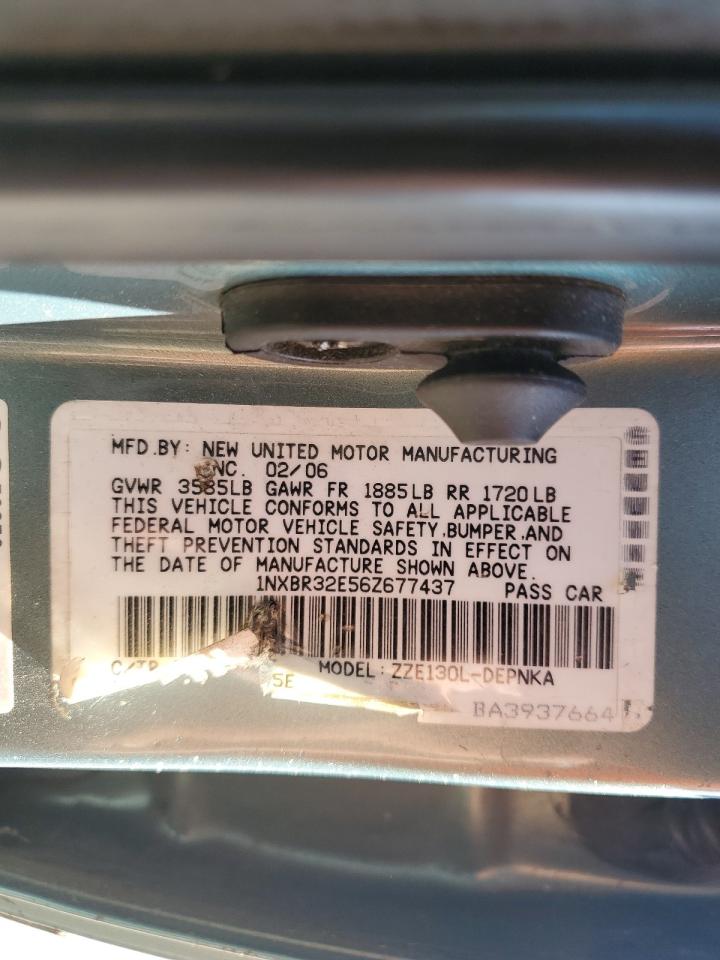 MFD.BY: NEW UNITED MOTOR MANUFACTURING
INC. 02/06
GVWR 3585LB GAWR FR 1885LB RR 1720LB
THIS VEHICLE CONFORMS TO ALL APPLICABLE
FEDERAL MOTOR VEHICLE SAFETY,BUMPER,AND
THEFT PREVENTION STANDARDS IN EFFECT ON
THE DATE OF MANUFACTURE SHOWN ABOVE.
1NXBR32E56Z677437 PASS CAR
C/TR MODEL:ZZE130L-DEPNKA
5E
BA3937664